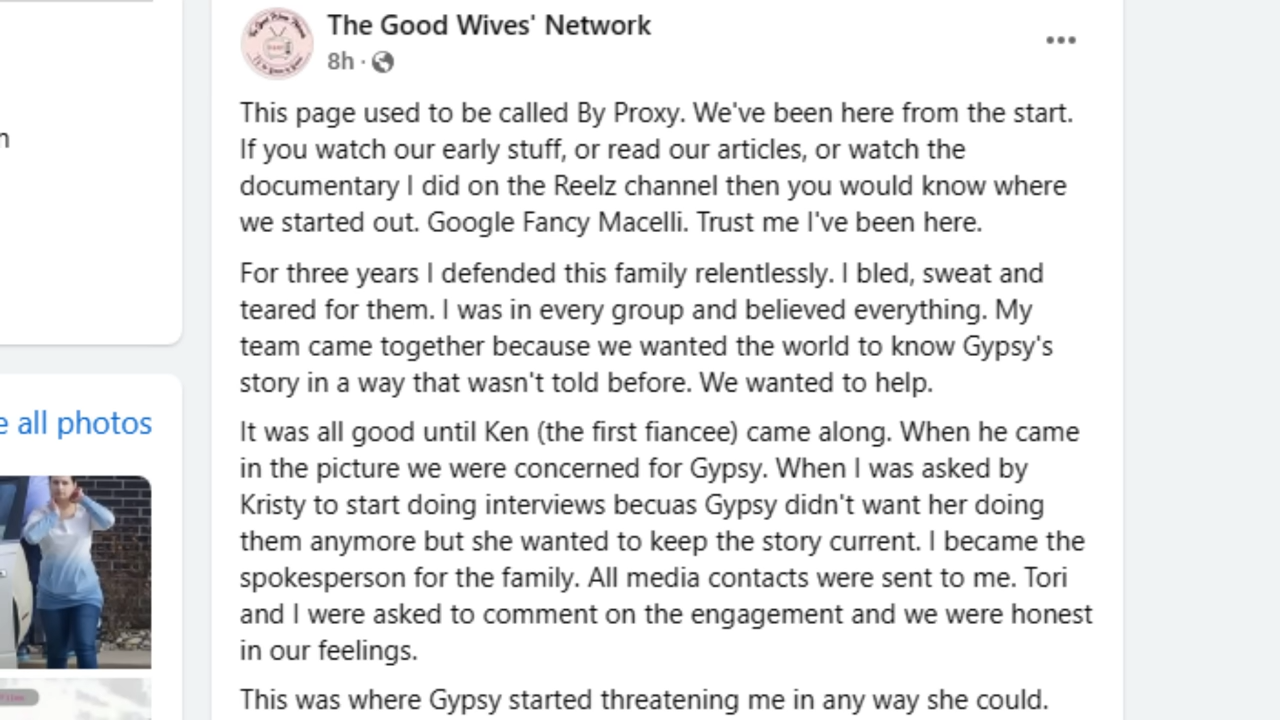 The Good Wives' Network
8h ·
This page used to be called By Proxy. We've been here from the start.
If you watch our early stuff, or read our articles, or watch the
documentary I did on the Reelz channel then you would know where
we started out. Google Fancy Macelli. Trust me I've been here.
For three years I defended this family relentlessly. I bled, sweat and
teared for them. I was in every group and believed everything. My
team came together because we wanted the world to know Gypsy's
story in a way that wasn't told before. We wanted to help.
It was all good until Ken (the first fiancee) came along. When he came
in the picture we were concerned for Gypsy. When I was asked by
Kristy to start doing interviews becuas Gypsy didn't want her doing
them anymore but she wanted to keep the story current. I became the
spokesperson for the family. All media contacts were sent to me. Tori
and I were asked to comment on the engagement and we were honest
in our feelings.
This was where Gypsy started threatening me in any way she could.
all photos